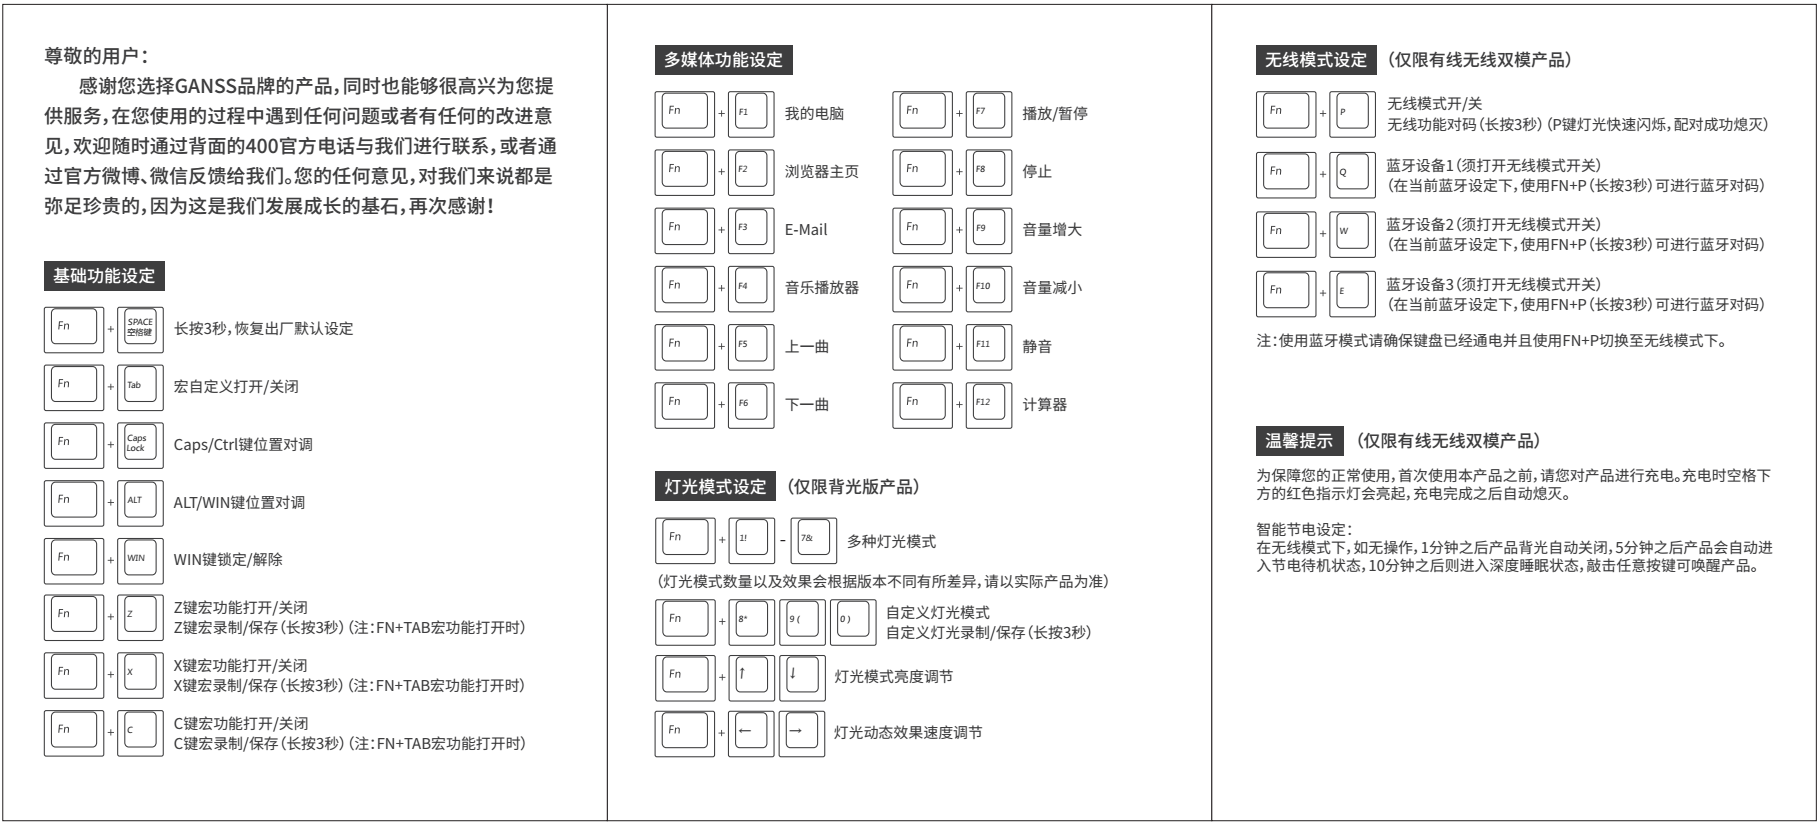 尊敬的用户：
感谢您选择GANSS品牌的产品，同时也能够很高兴为您提
供服务，在您使用的过程中遇到任何问题或者有任何的改进意
见，欢迎随时通过背面的400官方电话与我们进行联系，或者通
过官方微博、微信反馈给我们。您的任何意见，对我们来说都是
弥足珍贵的，因为这是我们发展成长的基石，再次感谢！
基础功能设定
Fn + SPACE 空格键 长按3秒，恢复出厂默认设定
Fn + Tab 宏自定义打开/关闭
Fn + Caps Lock Caps/Ctrl键位置对调
Fn + ALT ALT/WIN键位置对调
Fn + WIN WIN键锁定/解除
Fn + Z Z键宏功能打开/关闭
Z键宏录制/保存（长按3秒）（注：FN+TAB宏功能打开时）
Fn + X X键宏功能打开/关闭
X键宏录制/保存（长按3秒）（注：FN+TAB宏功能打开时）
Fn + C C键宏功能打开/关闭
C键宏录制/保存（长按3秒）（注：FN+TAB宏功能打开时）
多媒体功能设定
Fn + F1 我的电脑 Fn + F7 播放/暂停
Fn + F2 浏览器主页 Fn + F8 停止
Fn + F3 E-Mail Fn + F9 音量增大
Fn + F4 音乐播放器 Fn + F10 音量减小
Fn + F5 上一曲 Fn + F11 静音
Fn + F6 下一曲 Fn + F12 计算器
灯光模式设定 （仅限背光版产品）
Fn + 1! - 7& 多种灯光模式
（灯光模式数量以及效果会根据版本不同有所差异，请以实际产品为准）
Fn + 8* 9( 0) 自定义灯光模式
自定义灯光录制/保存（长按3秒）
Fn + ↑ ↓ 灯光模式亮度调节
Fn + ← → 灯光动态效果速度调节
无线模式设定 （仅限有线无线双模产品）
Fn + P 无线模式开/关
无线功能对码（长按3秒）（P键灯光快速闪烁，配对成功熄灭）
Fn + Q 蓝牙设备1（须打开无线模式开关）
（在当前蓝牙设定下，使用FN+P（长按3秒）可进行蓝牙对码）
Fn + W 蓝牙设备2（须打开无线模式开关）
（在当前蓝牙设定下，使用FN+P（长按3秒）可进行蓝牙对码）
Fn + E 蓝牙设备3（须打开无线模式开关）
（在当前蓝牙设定下，使用FN+P（长按3秒）可进行蓝牙对码）
注：使用蓝牙模式请确保键盘已经通电并且使用FN+P切换至无线模式下。
温馨提示 （仅限有线无线双模产品）
为保障您的正常使用，首次使用本产品之前，请您对产品进行充电。充电时空格下
方的红色指示灯会亮起，充电完成之后自动熄灭。
智能节电设定：
在无线模式下，如无操作，1分钟之后产品背光自动关闭，5分钟之后产品会自动进
入节电待机状态，10分钟之后则进入深度睡眠状态，敲击任意按键可唤醒产品。